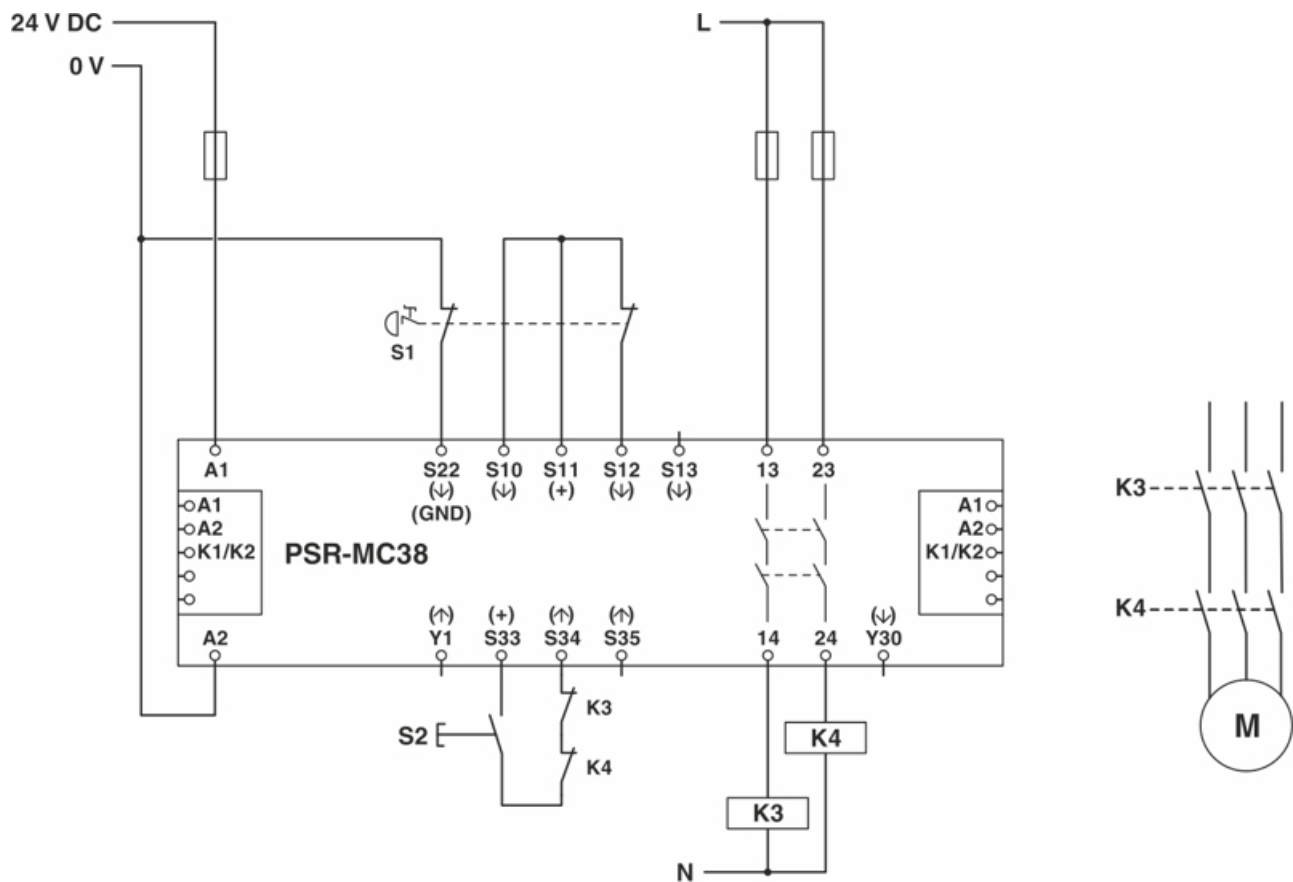 24 V DC
L
0 V
S1
A1 S22 S10 S11 S12 S13 13 23
(↓) (↓) (+) (↓) (↓)
(GND)
A1 A1
A2 A2
K1/K2 PSR-MC38 K1/K2
(↑) (+) (↑) (↑) (↓)
A2 Y1 S33 S34 S35 14 24 Y30
K3
S2
K4
K4
K3
N
K3
K4
M